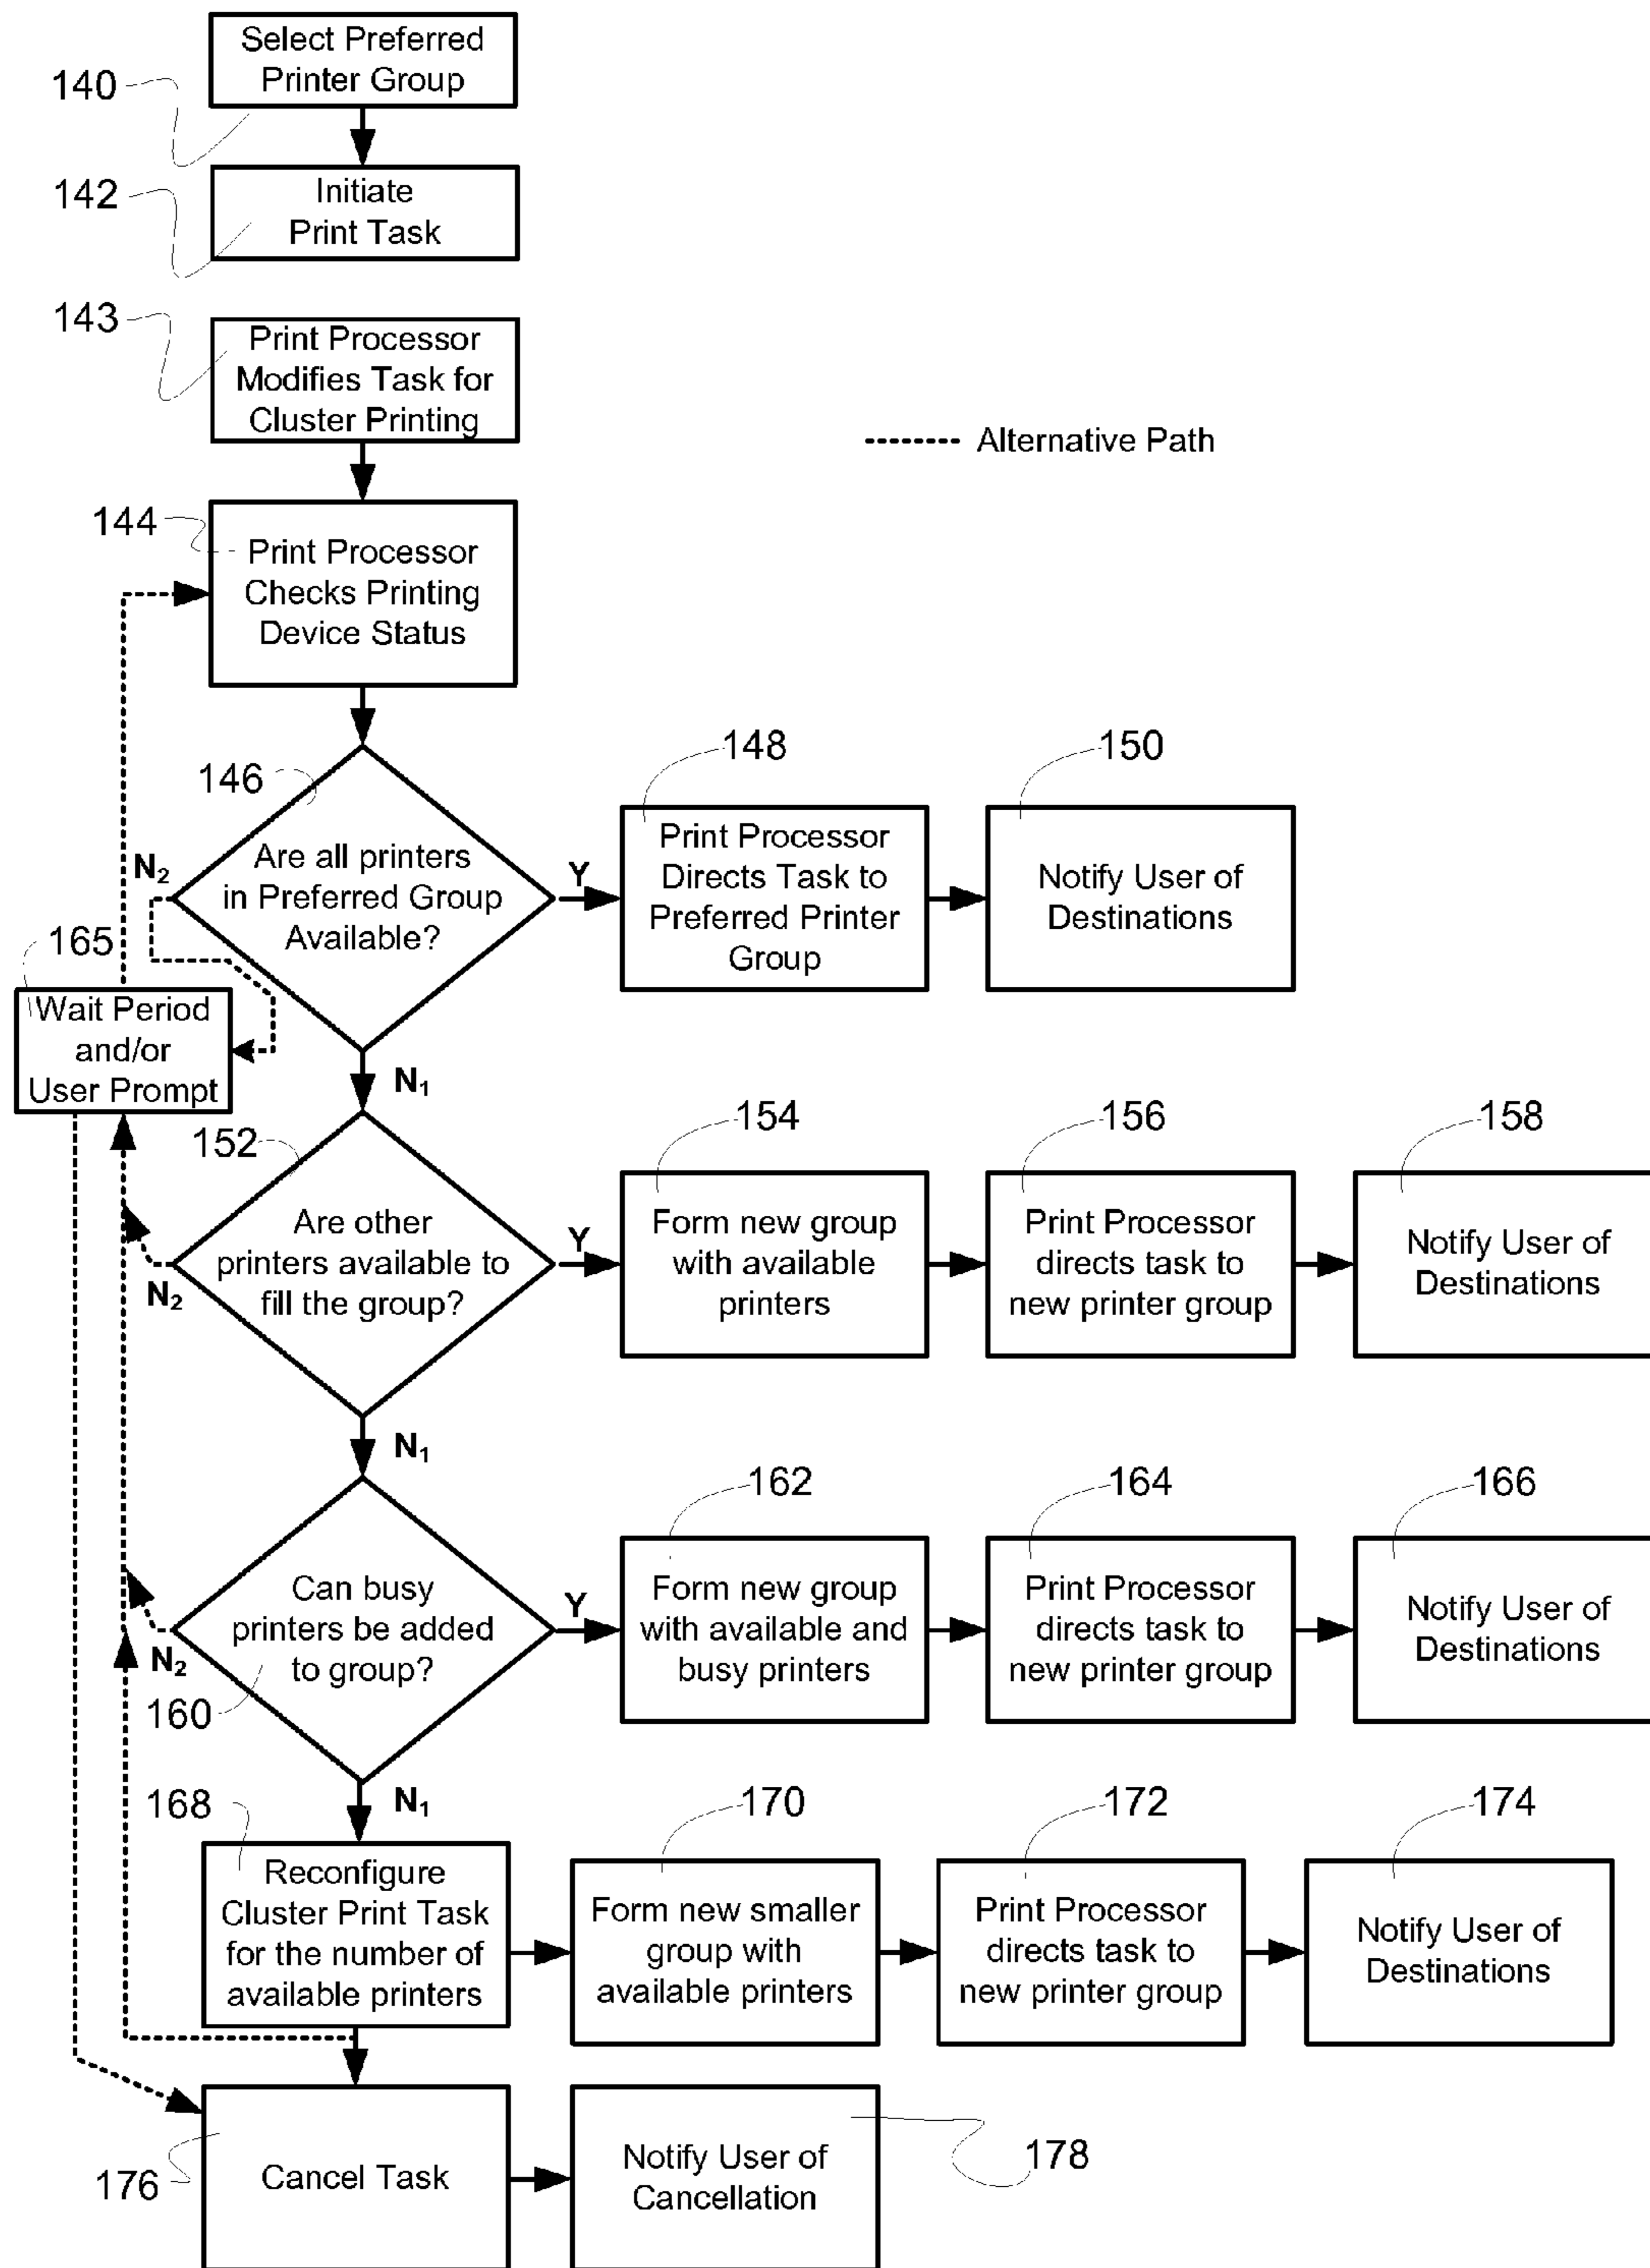 Select Preferred
Printer Group
140
Initiate
Print Task
142
143
Print Processor
Modifies Task for
Cluster Printing
Alternative Path
144
Print Processor
Checks Printing
Device Status
146
148
150
N₂
Are all printers
in Preferred Group
Available?
Y
Print Processor
Directs Task to
Preferred Printer
Group
Notify User of
Destinations
165
Wait Period
and/or
User Prompt
N₁
152
154
156
158
Are other
printers available to
fill the group?
N₂
Y
Form new group
with available
printers
Print Processor
directs task to
new printer group
Notify User of
Destinations
N₁
162
164
166
Can busy
printers be added
to group?
N₂
160
Y
Form new group
with available and
busy printers
Print Processor
directs task to
new printer group
Notify User of
Destinations
N₁
168
170
172
174
Reconfigure
Cluster Print Task
for the number of
available printers
Form new smaller
group with
available printers
Print Processor
directs task to
new printer group
Notify User of
Destinations
176
Cancel Task
Notify User of
Cancellation
178